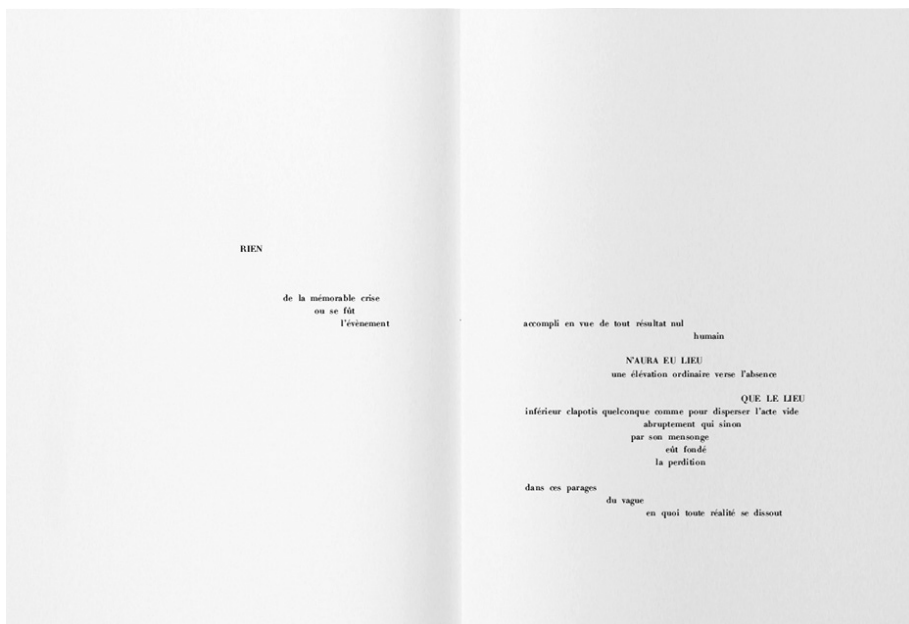 RIEN
de la mémorable crise
ou se fût
l'évènement
accompli en vue de tout résultat nul
humain
N'AURA EU LIEU
une élévation ordinaire verse l'absence
QUE LE LIEU
inférieur clapotis quelconque comme pour disperser l'acte vide
abruptement qui sinon
par son mensonge
eût fondé
la perdition
dans ces parages
du vague
en quoi toute réalité se dissout